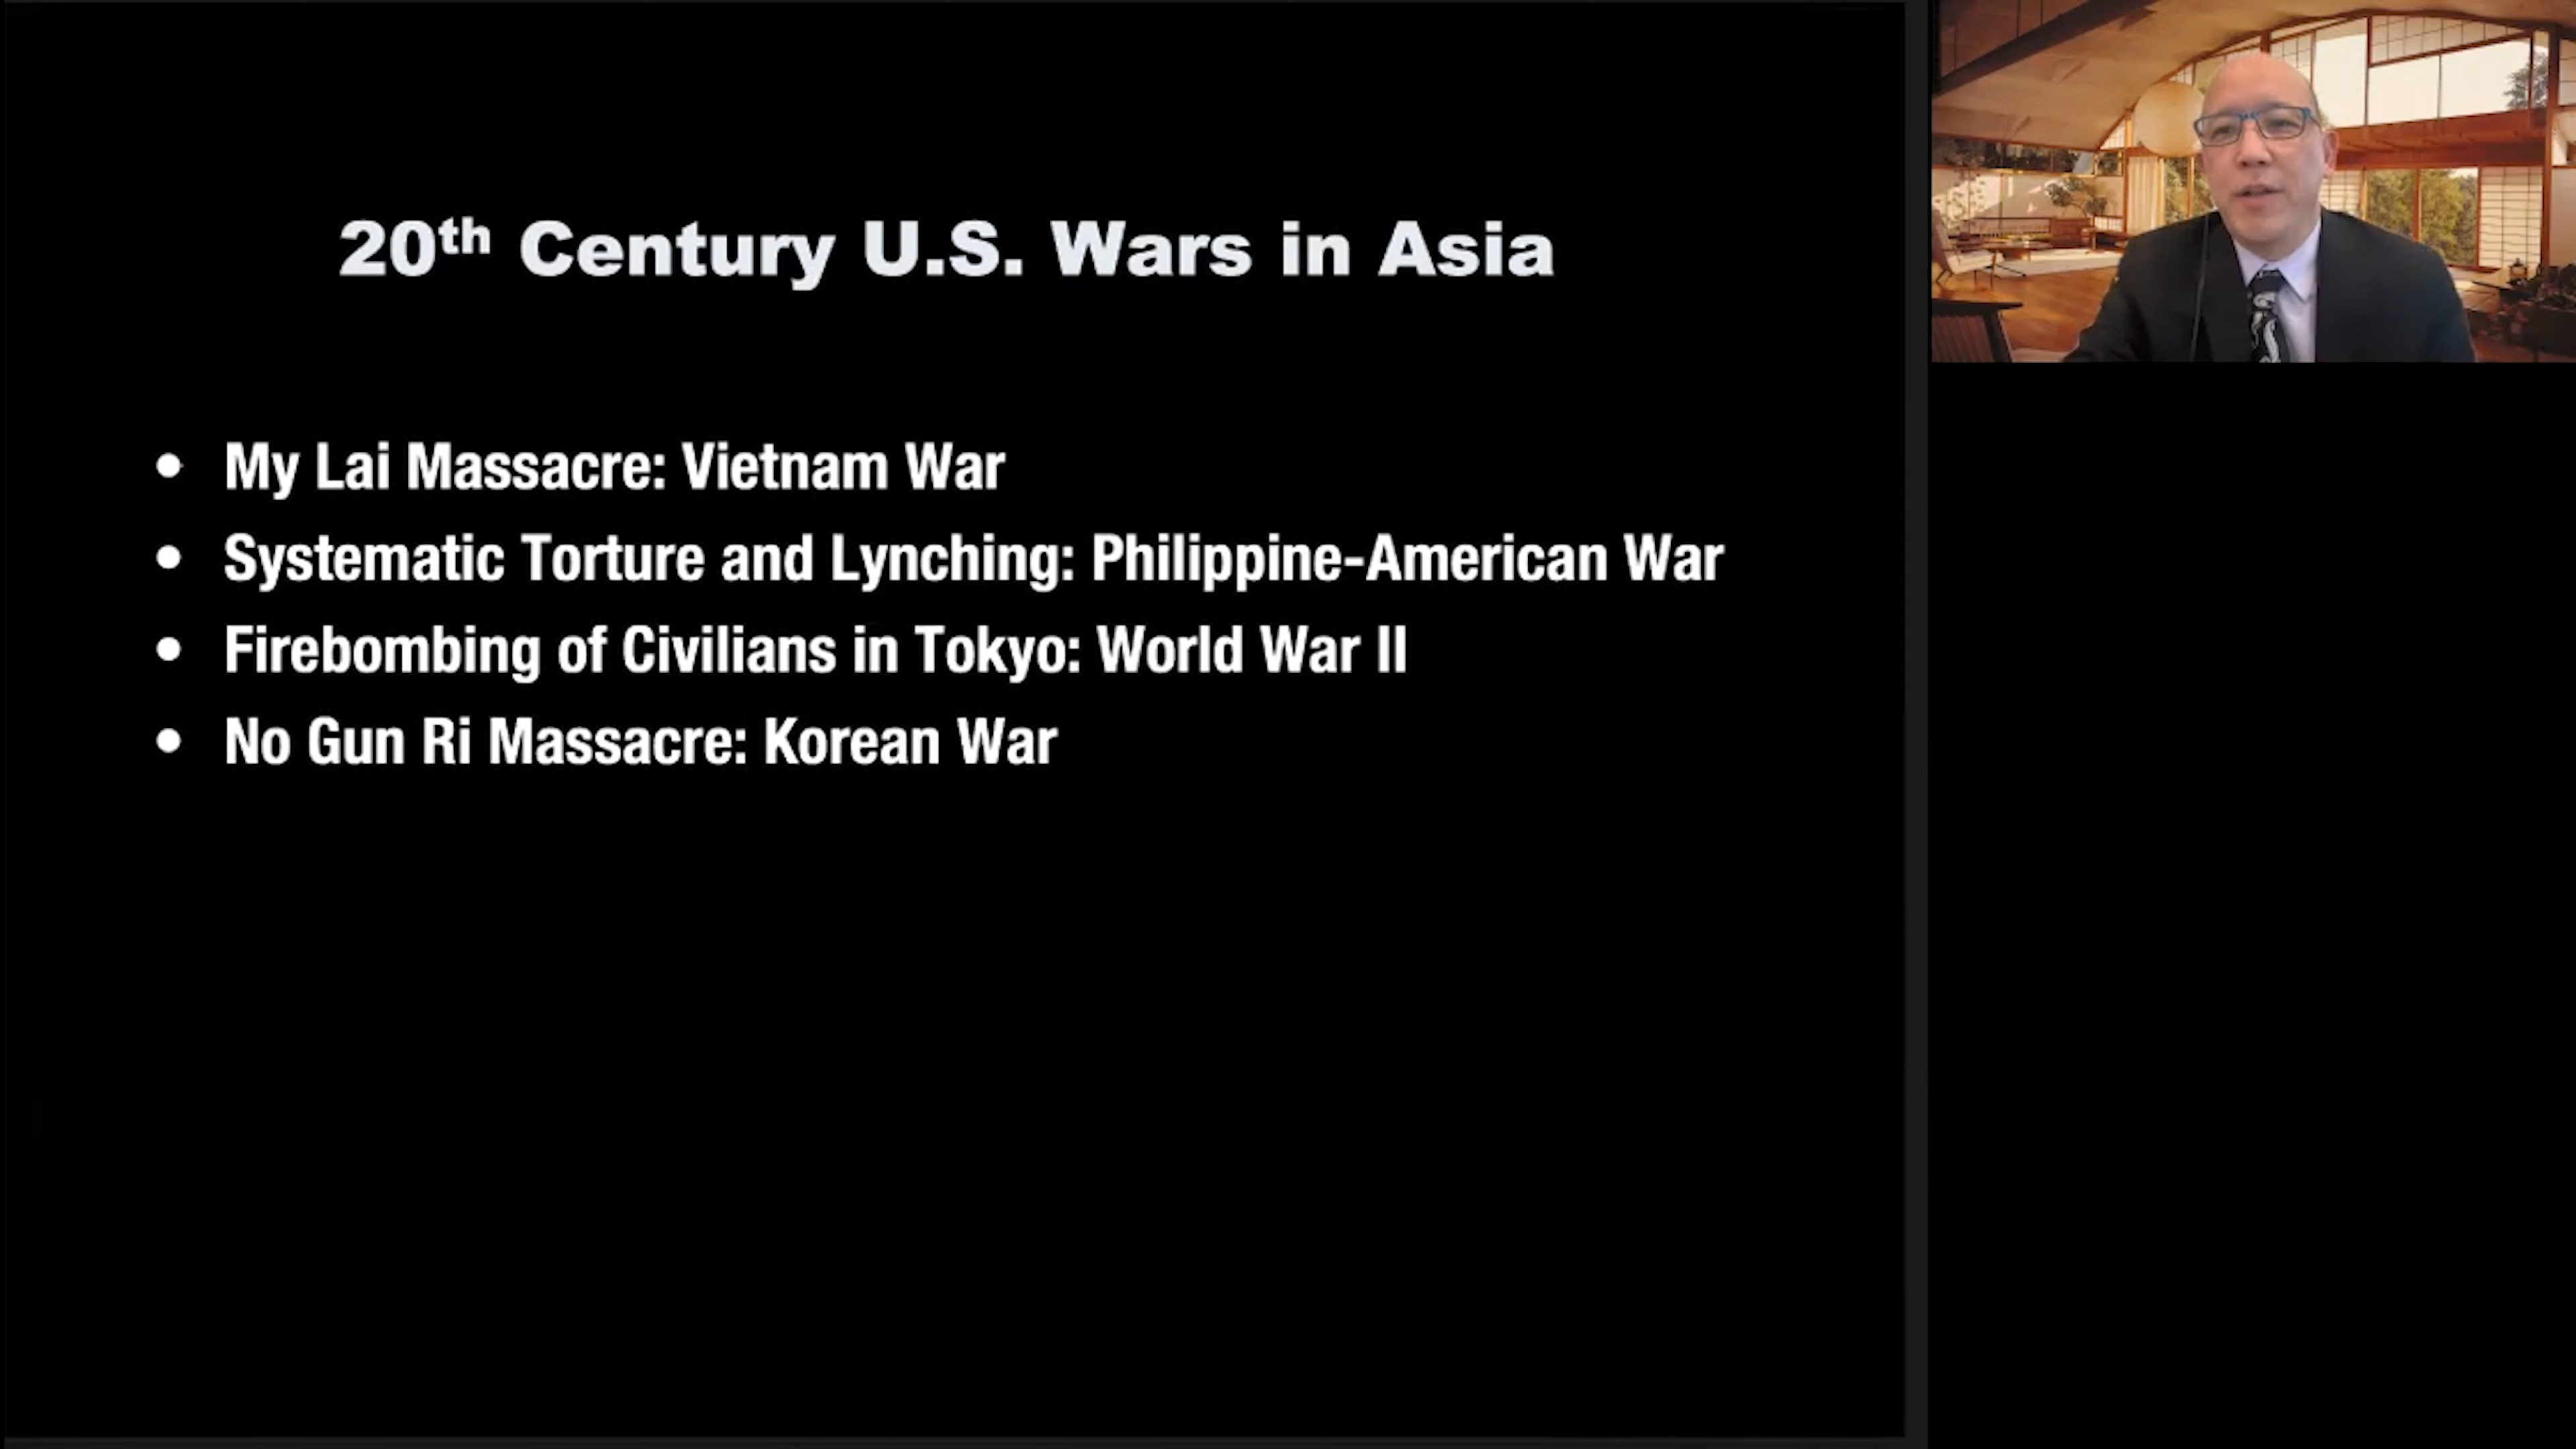 20th Century U.S. Wars in Asia
• My Lai Massacre: Vietnam War
• Systematic Torture and Lynching: Philippine-American War
• Firebombing of Civilians in Tokyo: World War II
• No Gun Ri Massacre: Korean War